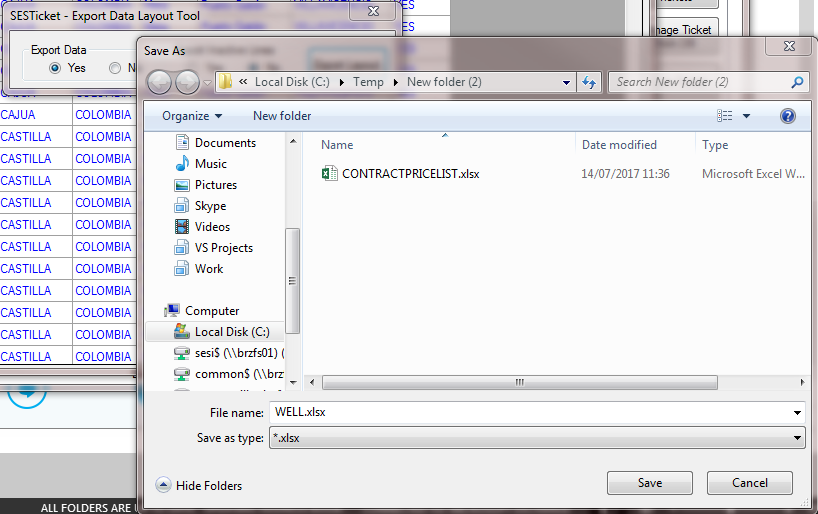 SESTicket - Export Data Layout Tool
Export Data
Yes
Save As
Local Disk (C:) Temp New folder (2)
Search New folder (2)
Organize
New folder
Documents
Music
Pictures
Skype
Videos
VS Projects
Work
Computer
Local Disk (C:)
sesi$ (\\brzfs01) (
common$ (\\brz
Name Date modified Type
CONTRACTPRICELIST.xlsx 14/07/2017 11:36 Microsoft Excel W...
File name: WELL.xlsx
Save as type: *.xlsx
Hide Folders
Save
Cancel
CAJUA COLOMBIA
CASTILLA COLOMBIA
CASTILLA COLOMBIA
CASTILLA COLOMBIA
CASTILLA COLOMBIA
CASTILLA COLOMBIA
CASTILLA COLOMBIA
CASTILLA COLOMBIA
CASTILLA COLOMBIA
CASTILLA COLOMBIA
CASTILLA COLOMBIA
CASTILLA COLOMBIA
nage Ticket
ALL FOLDERS ARE